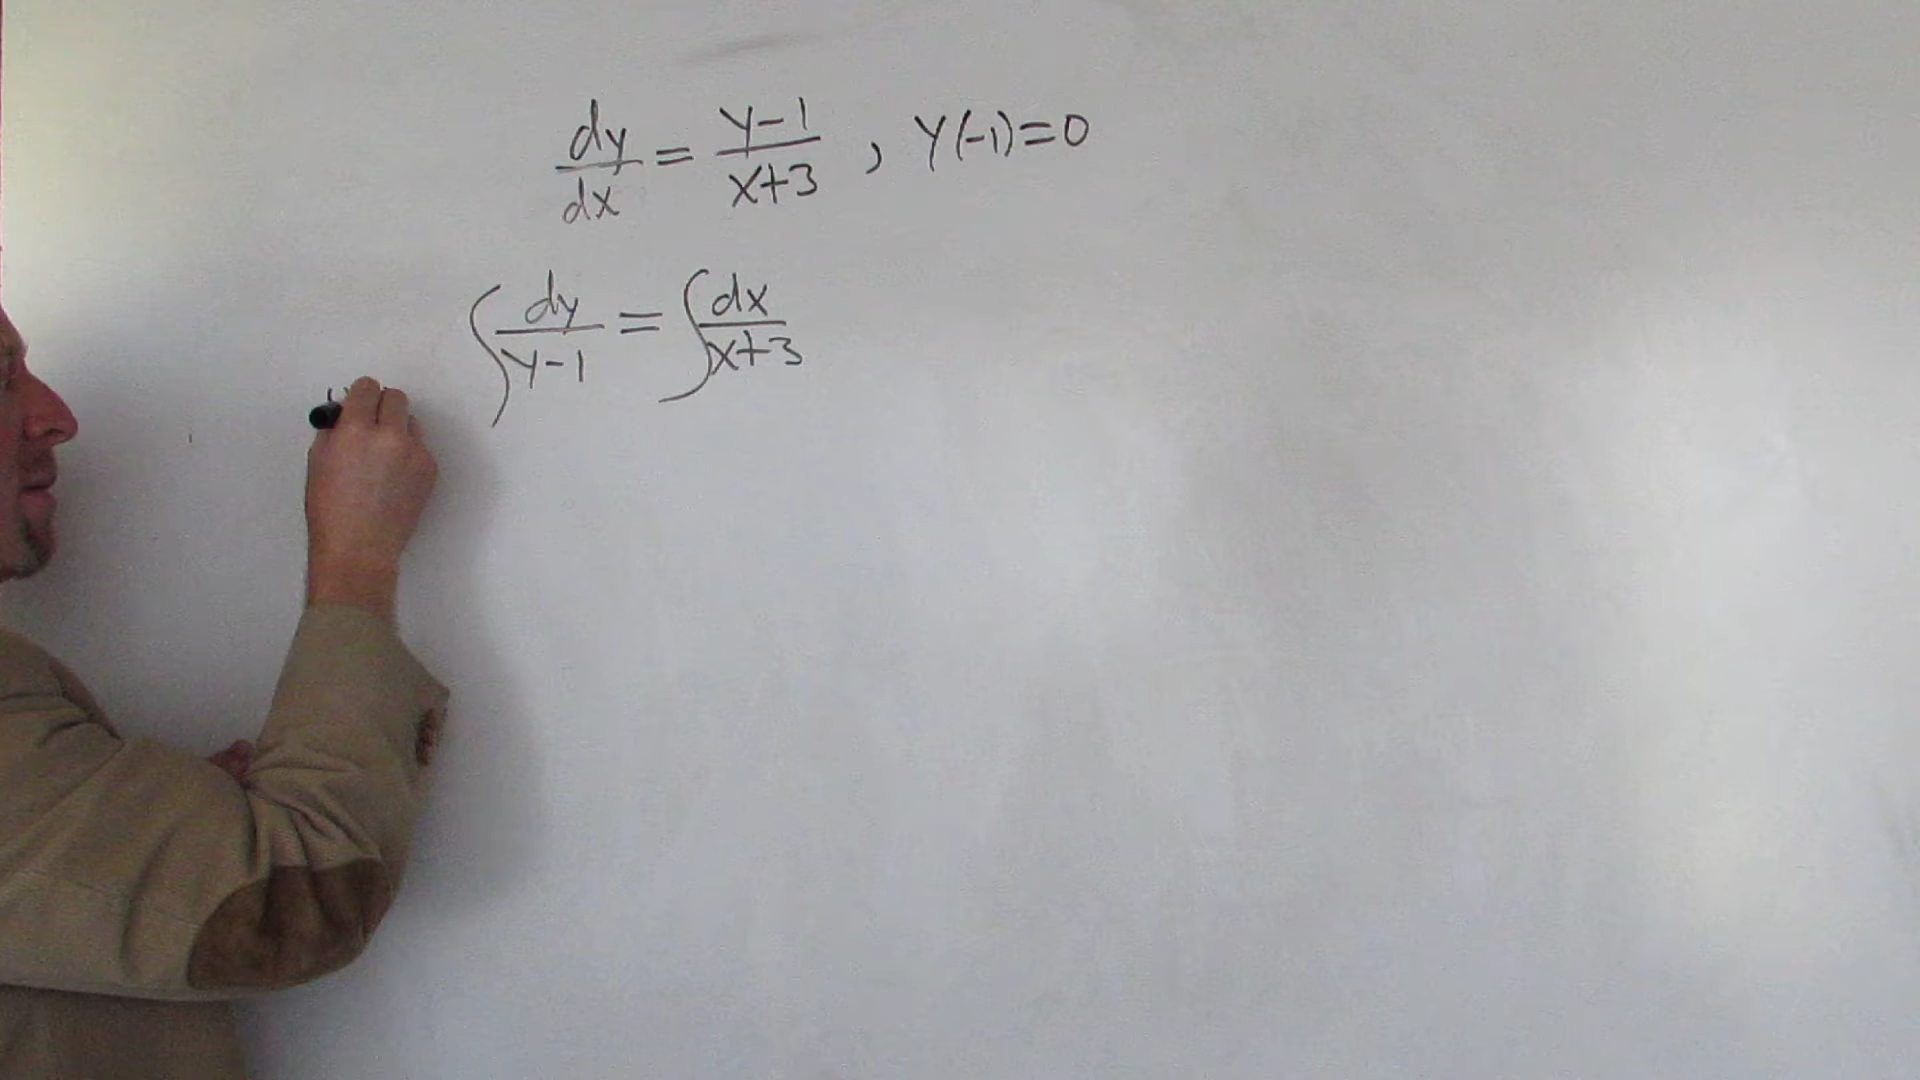 dy/dx = y-1/x+3 , y(-1)=0
∫ dy/y-1 = ∫ dx/x+3